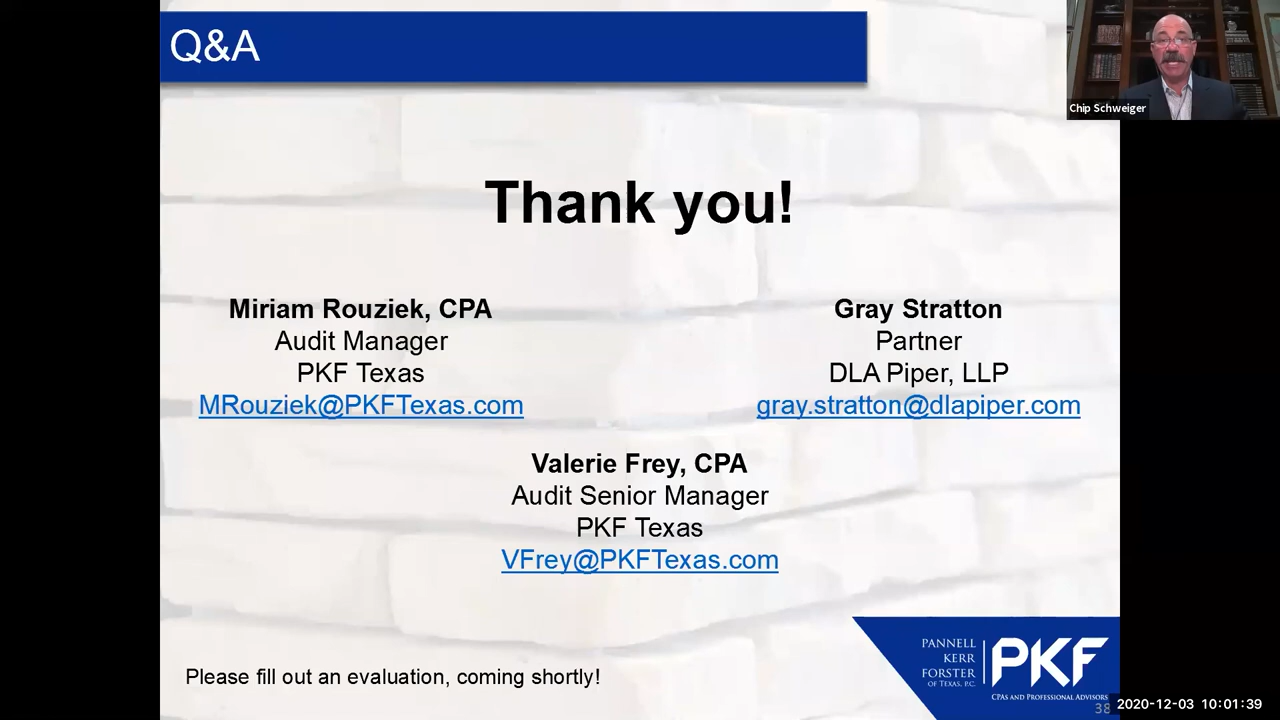 Q&A
Chip Schweiger
Thank you!
Miriam Rouziek, CPA
Audit Manager
PKF Texas
MRouziek@PKFTexas.com
Gray Stratton
Partner
DLA Piper, LLP
gray.stratton@dlapiper.com
Valerie Frey, CPA
Audit Senior Manager
PKF Texas
VFrey@PKFTexas.com
Please fill out an evaluation, coming shortly!
PANNELL
KERR
FORSTER
OF TEXAS, P.C.
PKF
CPAS AND PROFESSIONAL ADVISORS
38
2020-12-03 10:01:39